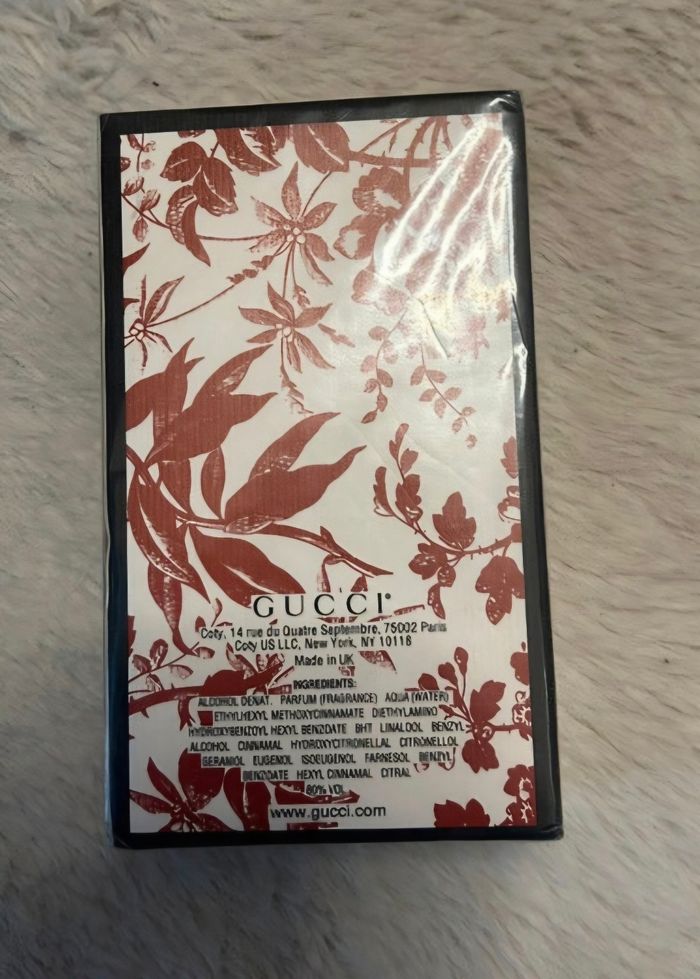 GUCCI
Coty, 14 rue du Quatre Septembre, 75002 Paris
Coty US LLC, New York, NY 10118
Made in UK
INGREDIENTS:
ALCOHOL DENAT. PARFUM (FRAGRANCE) AQUA (WATER)
ETHYLHEXYL METHOXYCINNAMATE DIETHYLAMINO
HYDROXYBENZOYL HEXYL BENZOATE BHT LINALOOL BENZYL
ALCOHOL CINNAMAL HYDROXYCITRONELLAL CITRONELLOL
GERANIOL EUGENOL ISOEUGENOL FARNESOL BENZYL
BENZOATE HEXYL CINNAMAL CITRAL
80% VOL
www.gucci.com